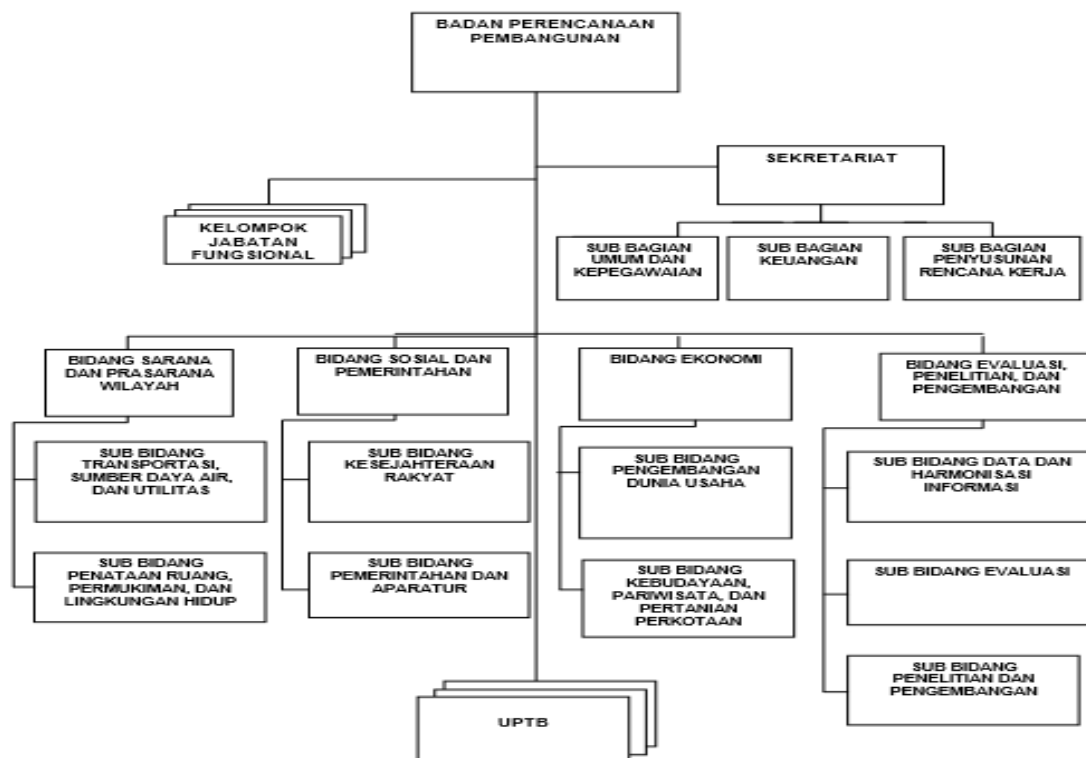 BADAN PERENCANAAN
PEMBANGUNAN
SEKRETARIAT
KELOMPOK
JABATAN
FUNGSIONAL
SUB BAGIAN
UMUM DAN
KEPEGAWAIAN
SUB BAGIAN
KEUANGAN
SUB BAGIAN
PENYUSUNAN
RENCANA KERJA
BIDANG SARANA
DAN PRASARANA
WILAYAH
BIDANG SOSIAL DAN
PEMERINTAHAN
BIDANG EKONOMI
BIDANG EVALUASI,
PENELITIAN, DAN
PENGEMBANGAN
SUB BIDANG
TRANSPORTASI,
SUMBER DAYA AIR,
DAN UTILITAS
SUB BIDANG
KESEJAHTERAAN
RAKYAT
SUB BIDANG
PENGEMBANGAN
DUNIA USAHA
SUB BIDANG DATA DAN
HARMONISASI
INFORMASI
SUB BIDANG
PENATAAN RUANG,
PERMUKIMAN, DAN
LINGKUNGAN HIDUP
SUB BIDANG
PEMERINTAHAN DAN
APARATUR
SUB BIDANG
KEBUDAYAAN,
PARIWISATA, DAN
PERTANIAN
PERKOTAAN
SUB BIDANG EVALUASI
SUB BIDANG
PENELITIAN DAN
PENGEMBANGAN
UPTB